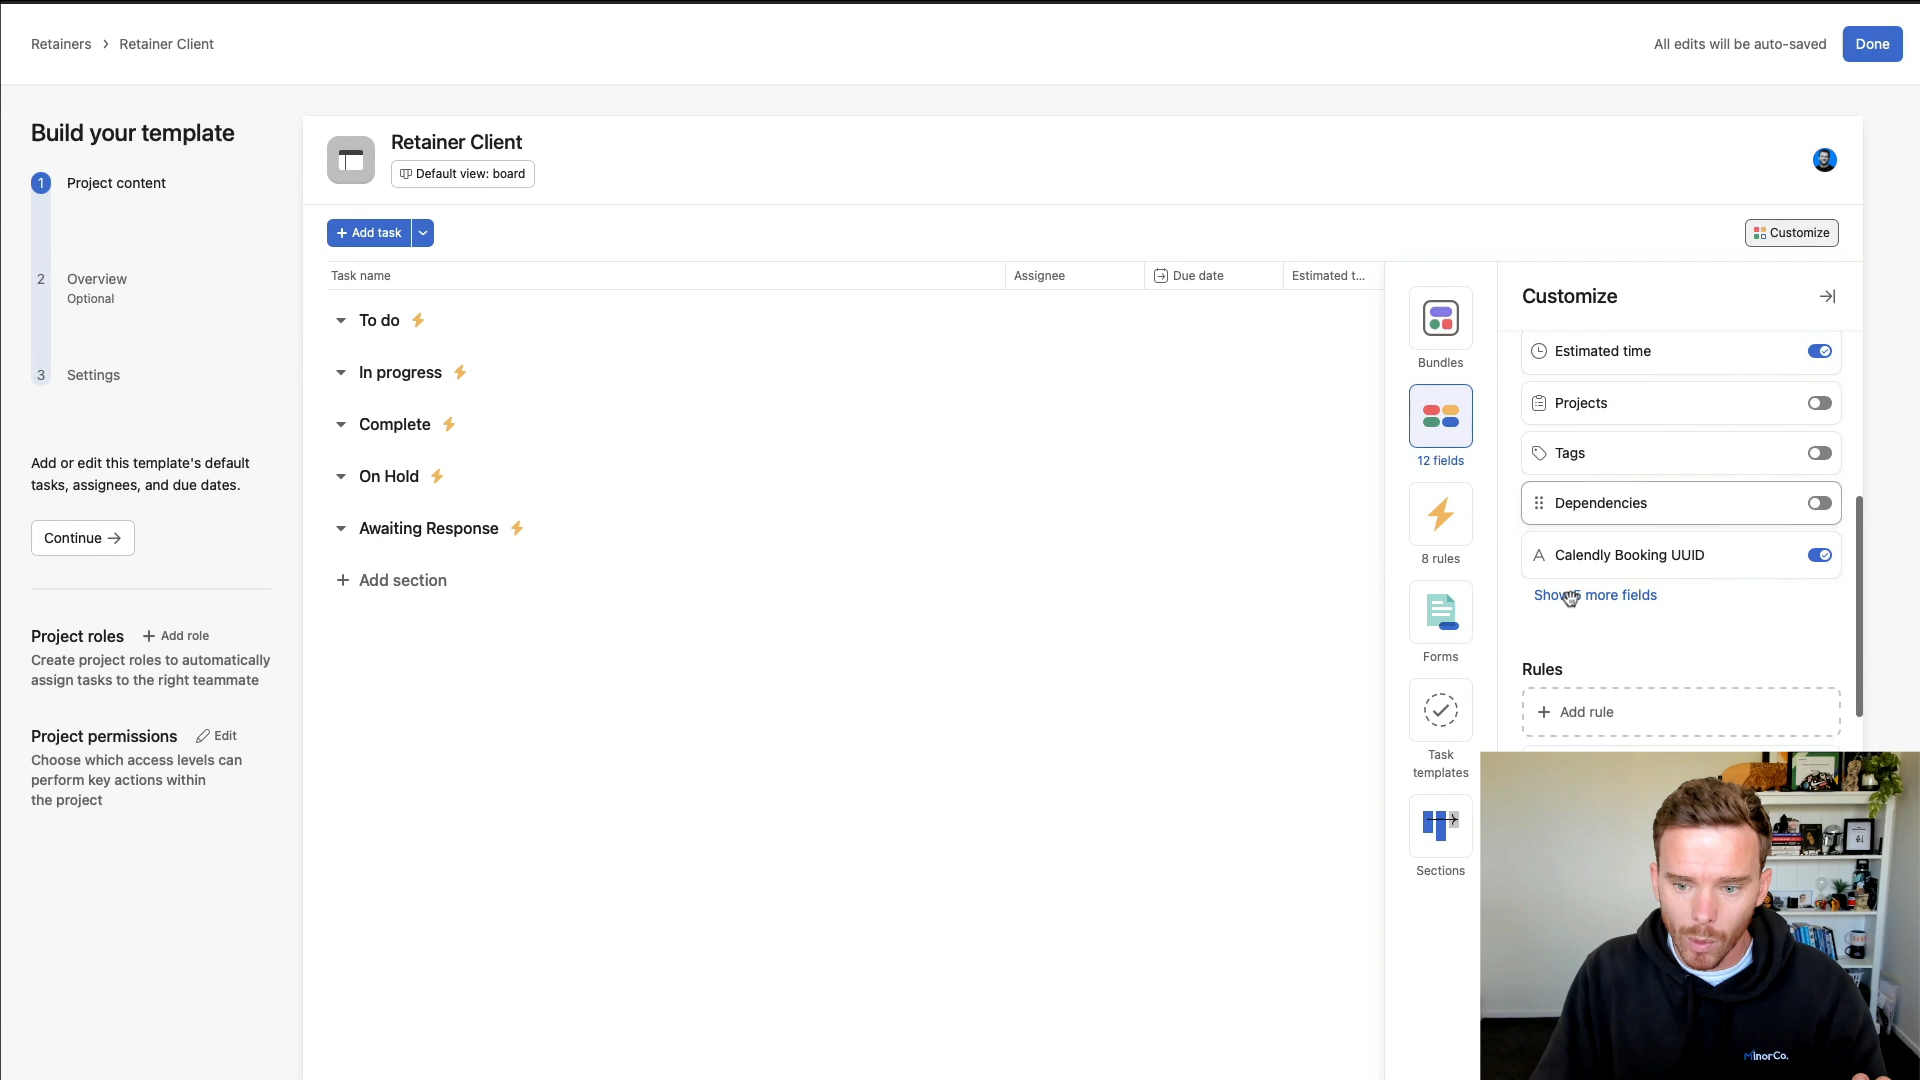 Retainers › Retainer Client
All edits will be auto-saved
Done
Build your template
1 Project content
2 Overview
Optional
3 Settings
Add or edit this template's default
tasks, assignees, and due dates.
Continue →
Project roles + Add role
Create project roles to automatically
assign tasks to the right teammate
Project permissions Edit
Choose which access levels can
perform key actions within
the project
Retainer Client
Default view: board
+ Add task
Customize
Task name
Assignee
Due date
Estimated t...
To do
In progress
Complete
On Hold
Awaiting Response
+ Add section
Bundles
12 fields
8 rules
Forms
Task
templates
Sections
Customize
Estimated time
Projects
Tags
Dependencies
Calendly Booking UUID
Show 5 more fields
Rules
+ Add rule
MinorCo.